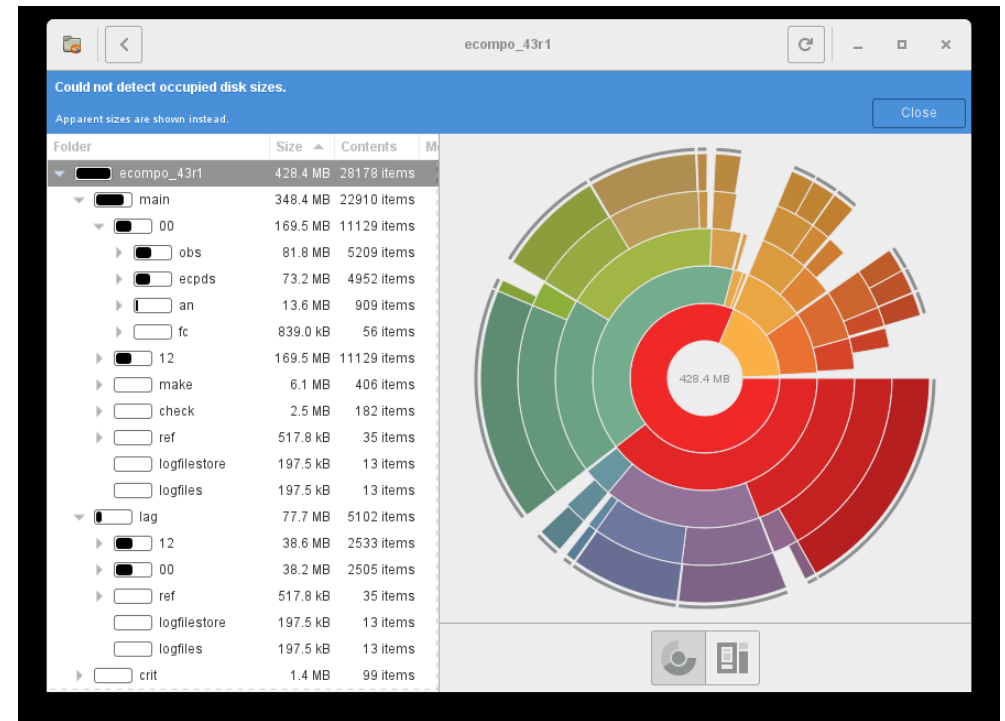 ecompo_43r1
Could not detect occupied disk sizes.
Apparent sizes are shown instead.
Close
Folder Size Contents M
ecompo_43r1 428.4 MB 28178 items
main 348.4 MB 22910 items
00 169.5 MB 11129 items
obs 81.8 MB 5209 items
ecpds 73.2 MB 4952 items
an 13.6 MB 909 items
fc 839.0 kB 56 items
12 169.5 MB 11129 items
make 6.1 MB 406 items
check 2.5 MB 182 items
ref 517.8 kB 35 items
logfilestore 197.5 kB 13 items
logfiles 197.5 kB 13 items
lag 77.7 MB 5102 items
12 38.6 MB 2533 items
00 38.2 MB 2505 items
ref 517.8 kB 35 items
logfilestore 197.5 kB 13 items
logfiles 197.5 kB 13 items
crit 1.4 MB 99 items
428.4 MB